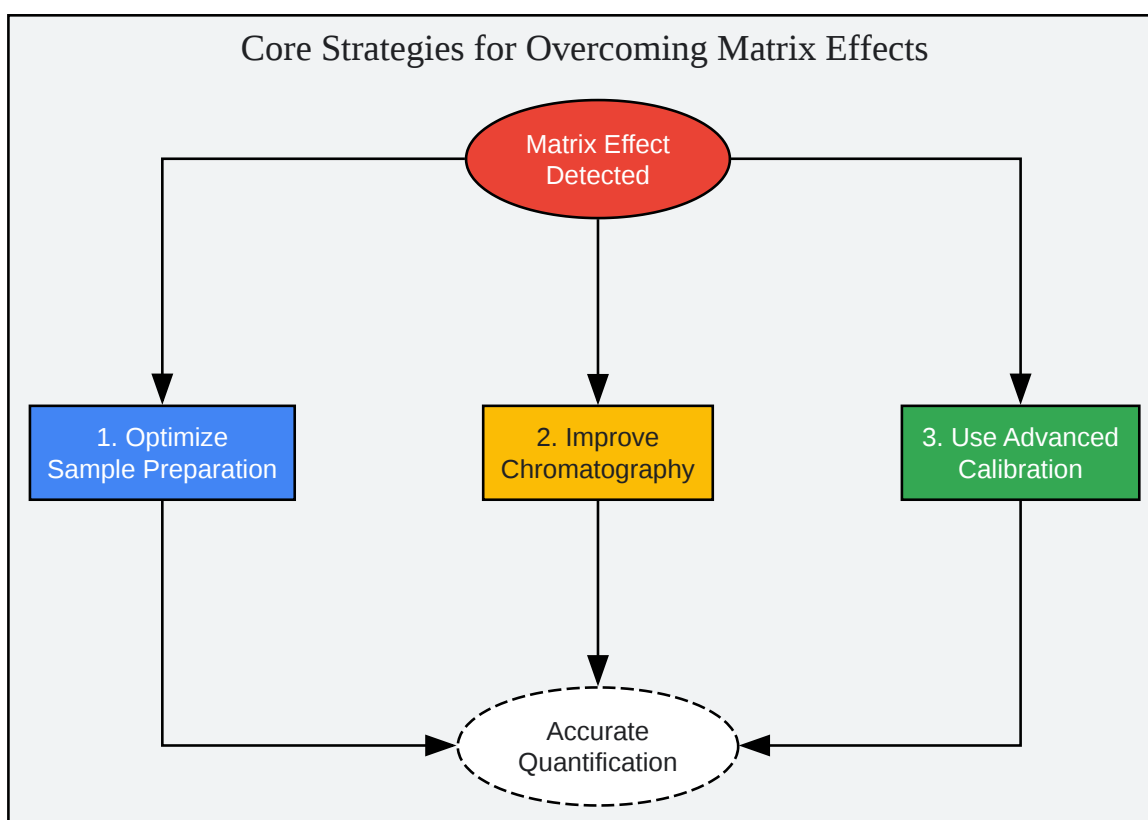 Core Strategies for Overcoming Matrix Effects
Matrix Effect
Detected
1. Optimize
Sample Preparation
2. Improve
Chromatography
3. Use Advanced
Calibration
Accurate
Quantification